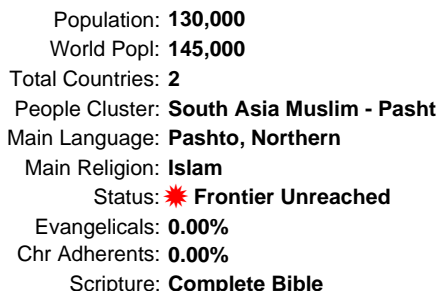 Population: 130,000
World Popl: 145,000
Total Countries: 2
People Cluster: South Asia Muslim - Pasht
Main Language: Pashto, Northern
Main Religion: Islam
Status: Frontier Unreached
Evangelicals: 0.00%
Chr Adherents: 0.00%
Scripture: Complete Bible